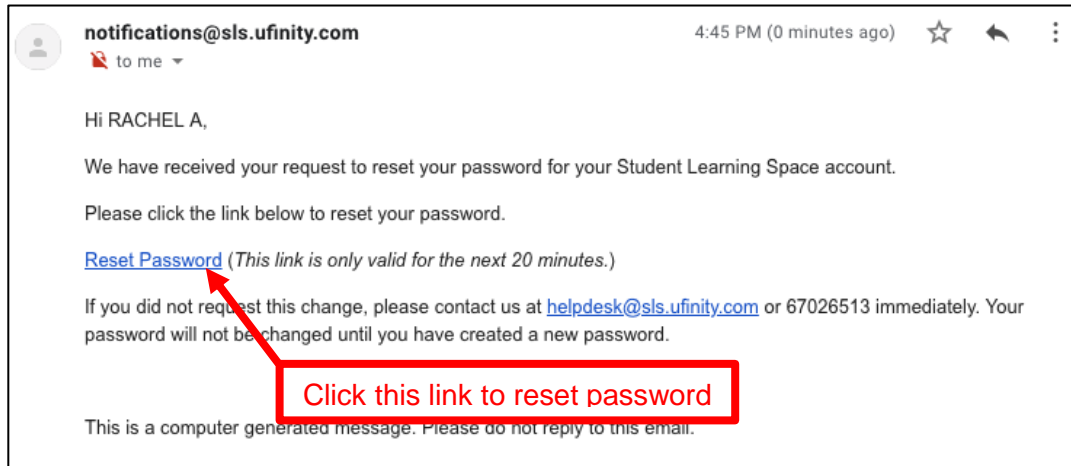 notifications@sls.ufinity.com 4:45 PM (0 minutes ago)
to me
Hi RACHEL A,
We have received your request to reset your password for your Student Learning Space account.
Please click the link below to reset your password.
Reset Password (This link is only valid for the next 20 minutes.)
If you did not request this change, please contact us at helpdesk@sls.ufinity.com or 67026513 immediately. Your
password will not be changed until you have created a new password.
Click this link to reset password
This is a computer generated message. Please do not reply to this email.